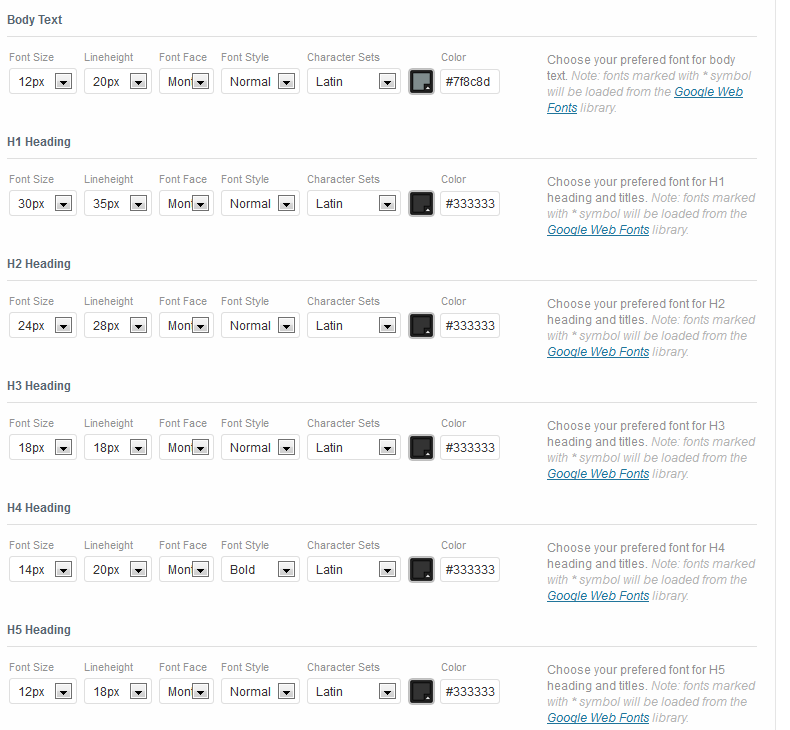 Body Text
Font Size Lineheight Font Face Font Style Character Sets Color
12px 20px Mont Normal Latin #7f8c8d
Choose your prefered font for body
text. Note: fonts marked with * symbol
will be loaded from the Google Web
Fonts library.
H1 Heading
Font Size Lineheight Font Face Font Style Character Sets Color
30px 35px Mont Normal Latin #333333
Choose your prefered font for H1
heading and titles. Note: fonts marked
with * symbol will be loaded from the
Google Web Fonts library.
H2 Heading
Font Size Lineheight Font Face Font Style Character Sets Color
24px 28px Mont Normal Latin #333333
Choose your prefered font for H2
heading and titles. Note: fonts marked
with * symbol will be loaded from the
Google Web Fonts library.
H3 Heading
Font Size Lineheight Font Face Font Style Character Sets Color
18px 18px Mont Normal Latin #333333
Choose your prefered font for H3
heading and titles. Note: fonts marked
with * symbol will be loaded from the
Google Web Fonts library.
H4 Heading
Font Size Lineheight Font Face Font Style Character Sets Color
14px 20px Mont Bold Latin #333333
Choose your prefered font for H4
heading and titles. Note: fonts marked
with * symbol will be loaded from the
Google Web Fonts library.
H5 Heading
Font Size Lineheight Font Face Font Style Character Sets Color
12px 18px Mont Normal Latin #333333
Choose your prefered font for H5
heading and titles. Note: fonts marked
with * symbol will be loaded from the
Google Web Fonts library.